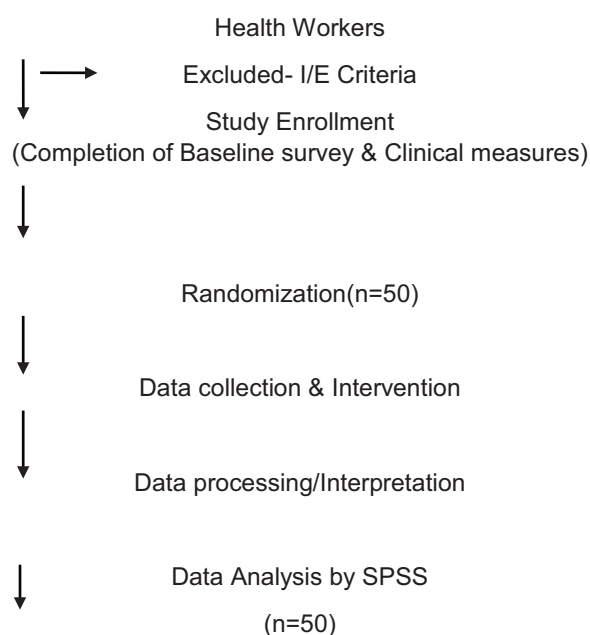 Health Workers
Excluded- I/E Criteria
Study Enrollment
(Completion of Baseline survey & Clinical measures)
Randomization(n=50)
Data collection & Intervention
Data processing/Interpretation
Data Analysis by SPSS
(n=50)